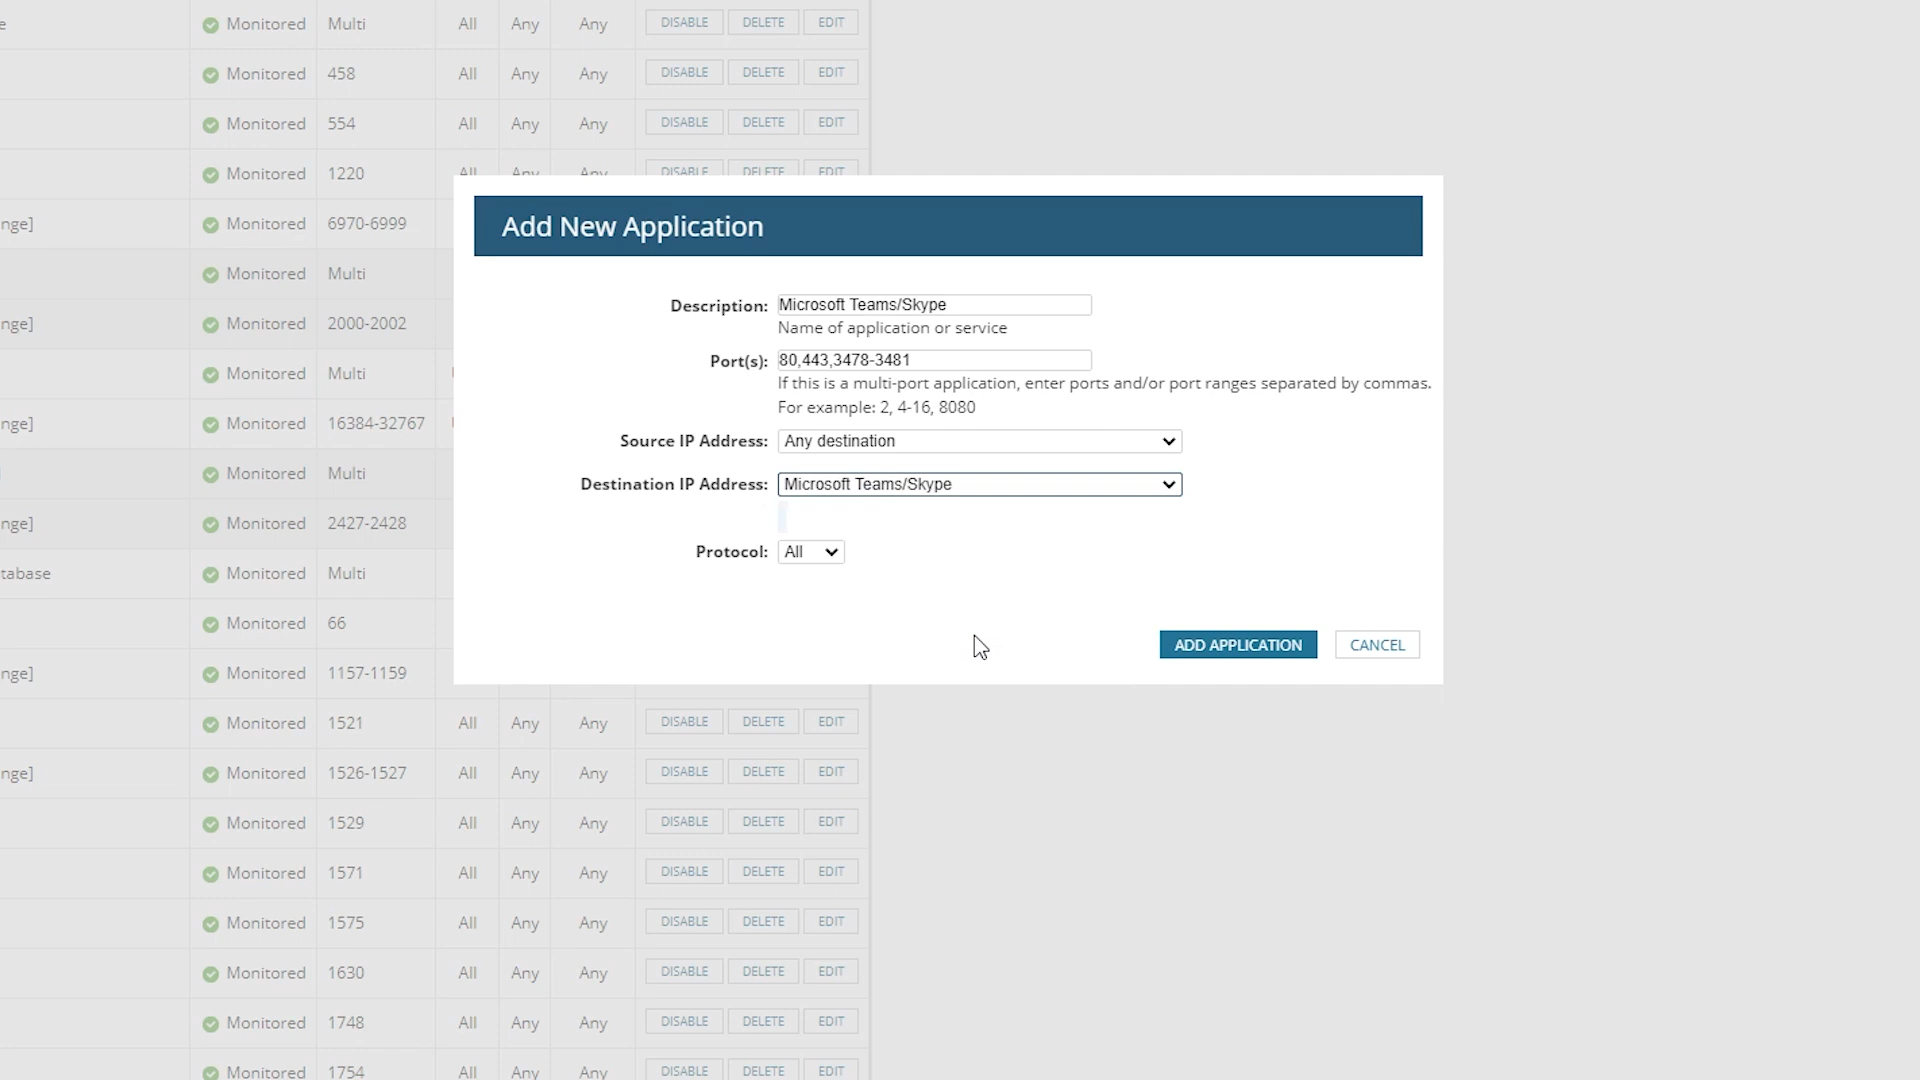 e Monitored Multi All Any Any DISABLE DELETE EDIT
Monitored 458 All Any Any DISABLE DELETE EDIT
Monitored 554 All Any Any DISABLE DELETE EDIT
Monitored 1220 All Any Any DISABLE DELETE EDIT
nge] Monitored 6970-6999
Add New Application
Monitored Multi
Description: Microsoft Teams/Skype
nge] Monitored 2000-2002
Name of application or service
Port(s): 80,443,3478-3481
Monitored Multi
If this is a multi-port application, enter ports and/or port ranges separated by commas.
For example: 2, 4-16, 8080
nge] Monitored 16384-32767
Source IP Address: Any destination
Monitored Multi
Destination IP Address: Microsoft Teams/Skype
nge] Monitored 2427-2428
Protocol: All
tabase Monitored Multi
Monitored 66
ADD APPLICATION CANCEL
nge] Monitored 1157-1159
Monitored 1521 All Any Any DISABLE DELETE EDIT
nge] Monitored 1526-1527 All Any Any DISABLE DELETE EDIT
Monitored 1529 All Any Any DISABLE DELETE EDIT
Monitored 1571 All Any Any DISABLE DELETE EDIT
Monitored 1575 All Any Any DISABLE DELETE EDIT
Monitored 1630 All Any Any DISABLE DELETE EDIT
Monitored 1748 All Any Any DISABLE DELETE EDIT
Monitored 1754 All Any Any DISABLE DELETE EDIT